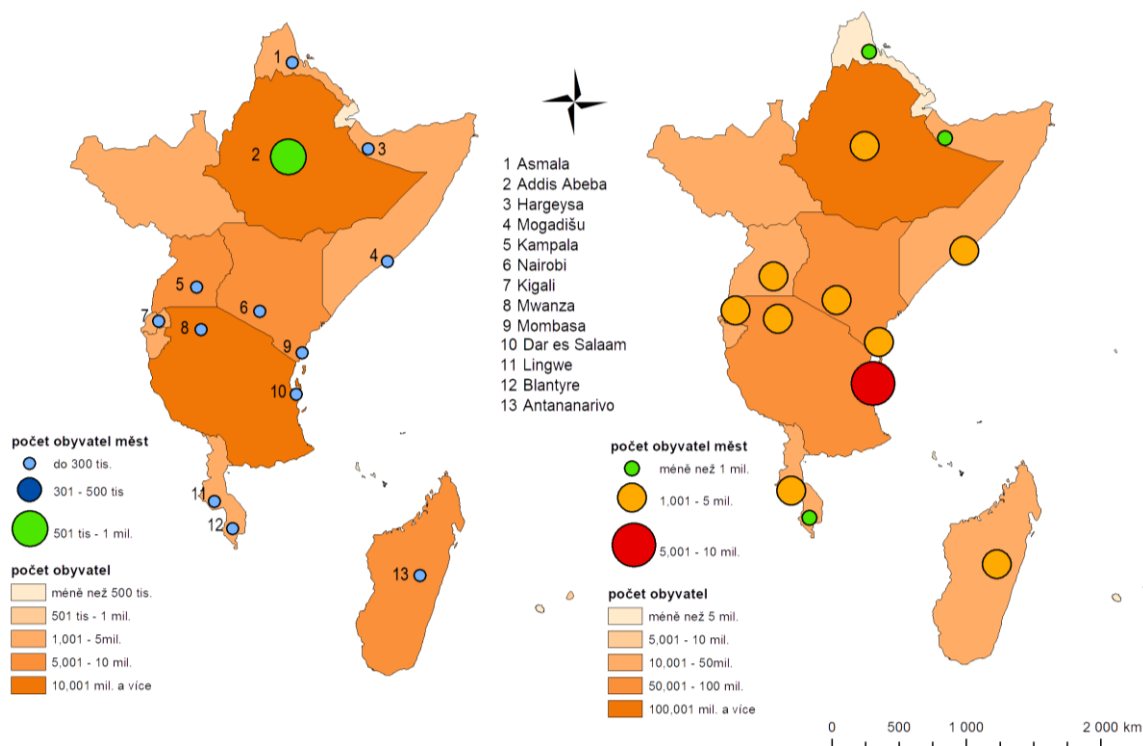 1
2
3
4
5
6
7
8
9
10
11
12
13
1 Asmala
2 Addis Abeba
3 Hargeysa
4 Mogadišu
5 Kampala
6 Nairobi
7 Kigali
8 Mwanza
9 Mombasa
10 Dar es Salaam
11 Lingwe
12 Blantyre
13 Antananarivo
počet obyvatel měst
do 300 tis.
301 - 500 tis
501 tis - 1 mil.
počet obyvatel
méně než 500 tis.
501 tis - 1 mil.
1,001 - 5mil.
5,001 - 10 mil.
10,001 mil. a více
počet obyvatel měst
méně než 1 mil.
1,001 - 5 mil.
5,001 - 10 mil.
počet obyvatel
méně než 5 mil.
5,001 - 10 mil.
10,001 - 50mil.
50,001 - 100 mil.
100,001 mil. a více
0 500 1 000 2 000 km